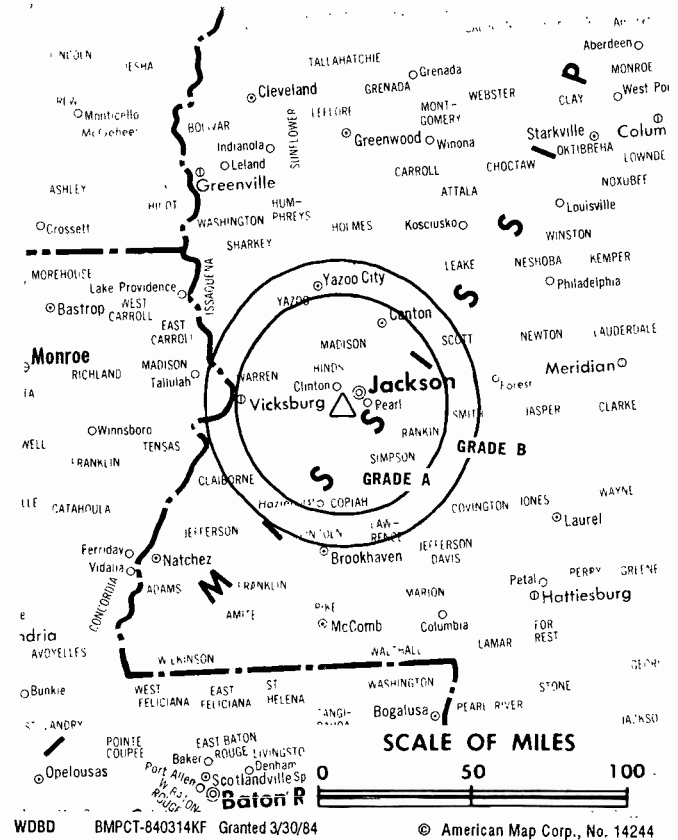 Aberdeen
TALLAHATCHIE
Grenada
MONROE
Cleveland
GRENADA
WEBSTER
CLAY
P
West Poi
Monticello
LEFLORE
MONT-
GOMERY
McGehee
BOLIVAR
SUNFLOWER
Greenwood
Winona
Starkville
Colum
OKTIBBEHA
Indianola
Leland
CARROLL
CHOCTAW
LOWNDE
Greenville
ATTALA
NOXUBEE
ASHLEY
HUM-
PHREYS
Louisville
WASHINGTON
HOLMES
Kosciusko
S
Crossett
WINSTON
SHARKEY
ISSAQUENA
LEAKE
NESHOBA
KEMPER
MOREHOUSE
Lake Providence
Yazoo City
Philadelphia
Bastrop
WEST
CARROLL
YAZOO
S
EAST
CARROLL
Canton
Monroe
MADISON
SCOTT
NEWTON
LAUDERDALE
RICHLAND
MADISON
Tallulah
WARREN
HINDS
I
Meridian
Clinton
Jackson
Forest
Vicksburg
Pearl
SMITH
JASPER
CLARKE
Winnsboro
S
RANKIN
TENSAS
SIMPSON
GRADE B
FRANKLIN
S
GRADE A
CLAIBORNE
CATAHOULA
COPIAH
COVINGTON
JONES
WAYNE
JEFFERSON
I
LINCOLN
LAW-
RENCE
Laurel
Ferriday
Natchez
Brookhaven
JEFFERSON
DAVIS
Vidalia
CONCORDIA
ADAMS
M
FRANKLIN
Petal
PERRY
GREENE
Hattiesburg
AMITE
PIKE
MARION
McComb
Columbia
FOR
REST
ndria
LAMAR
AVOYELLES
WILKINSON
WALTHALL
Bunkie
WEST
FELICIANA
EAST
FELICIANA
ST
HELENA
WASHINGTON
STONE
Bogalusa
PEARL RIVER
POINTE
COUPEE
EAST BATON
ROUGE
Baker
Denham
Sp
Opelousas
Port Allen
Scotlandville
W BATON
ROUGE
Baton R
SCALE OF MILES
0 50 100
WDBD BMPCT-840314KF Granted 3/30/84 © American Map Corp., No. 14244